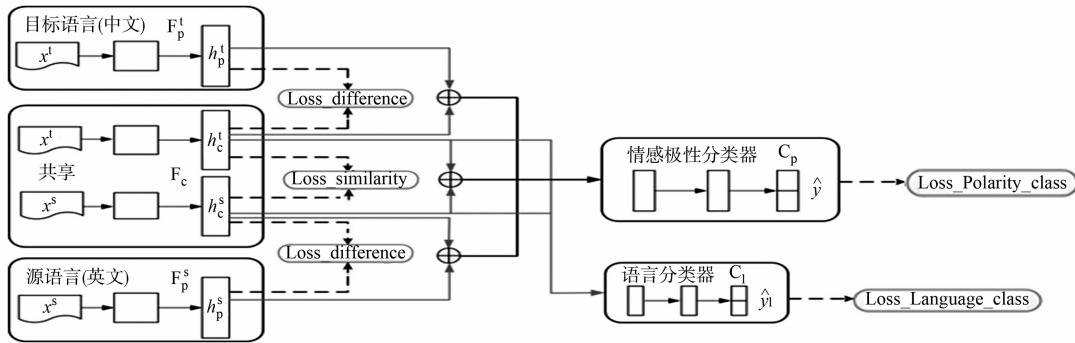 目标语言(中文) F_p^t
x^t h_p^t
Loss_difference
x^t h_c^t
共享 F_c
Loss_similarity
x^s h_c^s
Loss_difference
源语言(英文) F_p^s
x^s h_p^s
情感极性分类器 C_p
ŷ
Loss_Polarity_class
语言分类器 C_l
ŷ_l
Loss_Language_class